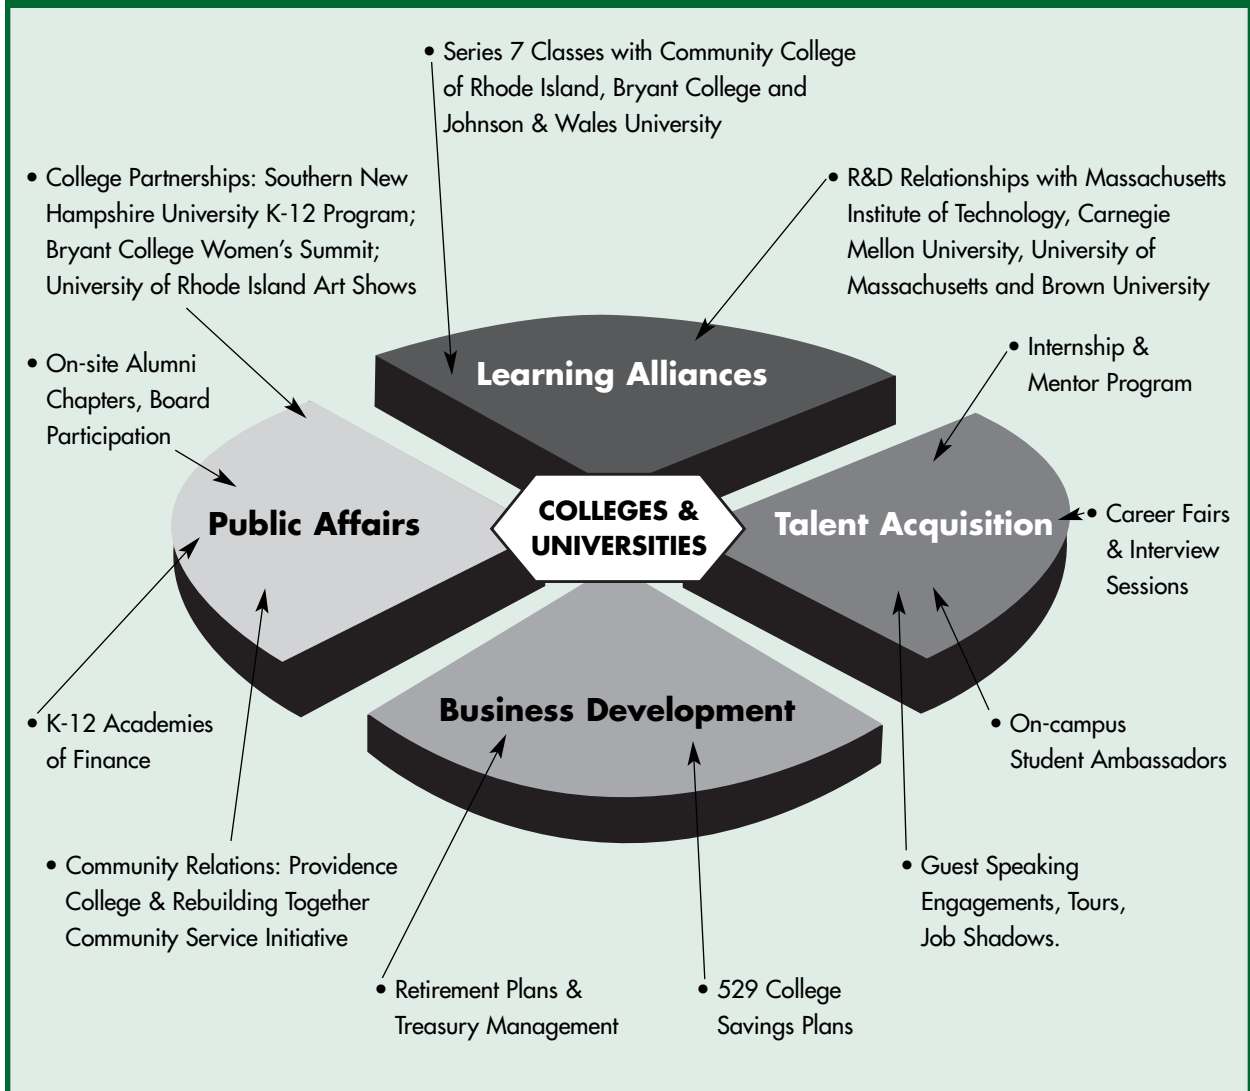 • Series 7 Classes with Community College
of Rhode Island, Bryant College and
Johnson & Wales University
• College Partnerships: Southern New
Hampshire University K-12 Program;
Bryant College Women’s Summit;
University of Rhode Island Art Shows
• R&D Relationships with Massachusetts
Institute of Technology, Carnegie
Mellon University, University of
Massachusetts and Brown University
• On-site Alumni
Chapters, Board
Participation
• Internship &
Mentor Program
Learning Alliances
Public Affairs
COLLEGES &
UNIVERSITIES
Talent Acquisition
• Career Fairs
& Interview
Sessions
Business Development
• K-12 Academies
of Finance
• On-campus
Student Ambassadors
• Community Relations: Providence
College & Rebuilding Together
Community Service Initiative
• Guest Speaking
Engagements, Tours,
Job Shadows.
• Retirement Plans &
Treasury Management
• 529 College
Savings Plans